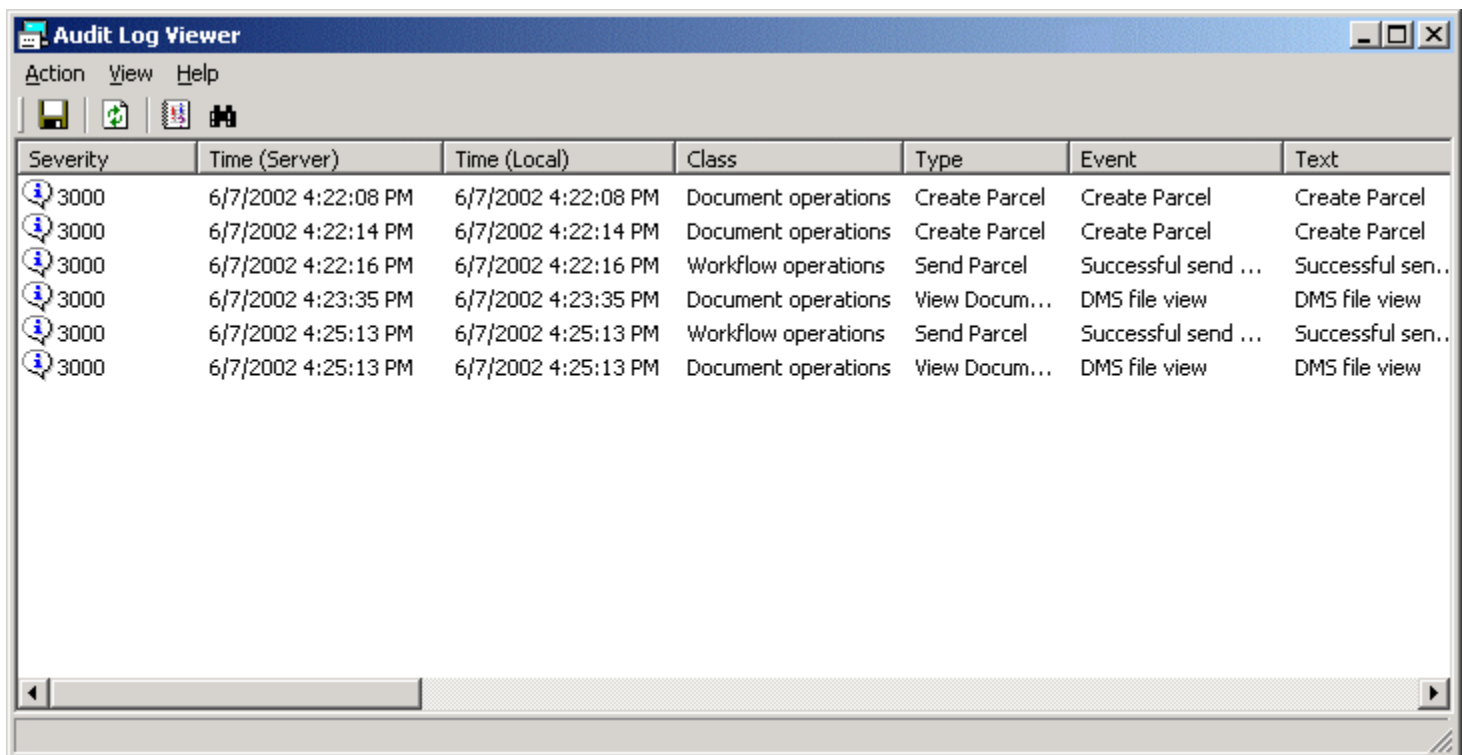 Audit Log Viewer
Action View Help
Severity Time (Server) Time (Local) Class Type Event Text
3000 6/7/2002 4:22:08 PM 6/7/2002 4:22:08 PM Document operations Create Parcel Create Parcel Create Parcel
3000 6/7/2002 4:22:14 PM 6/7/2002 4:22:14 PM Document operations Create Parcel Create Parcel Create Parcel
3000 6/7/2002 4:22:16 PM 6/7/2002 4:22:16 PM Workflow operations Send Parcel Successful send ... Successful sen..
3000 6/7/2002 4:23:35 PM 6/7/2002 4:23:35 PM Document operations View Docum... DMS file view DMS file view
3000 6/7/2002 4:25:13 PM 6/7/2002 4:25:13 PM Workflow operations Send Parcel Successful send ... Successful sen..
3000 6/7/2002 4:25:13 PM 6/7/2002 4:25:13 PM Document operations View Docum... DMS file view DMS file view